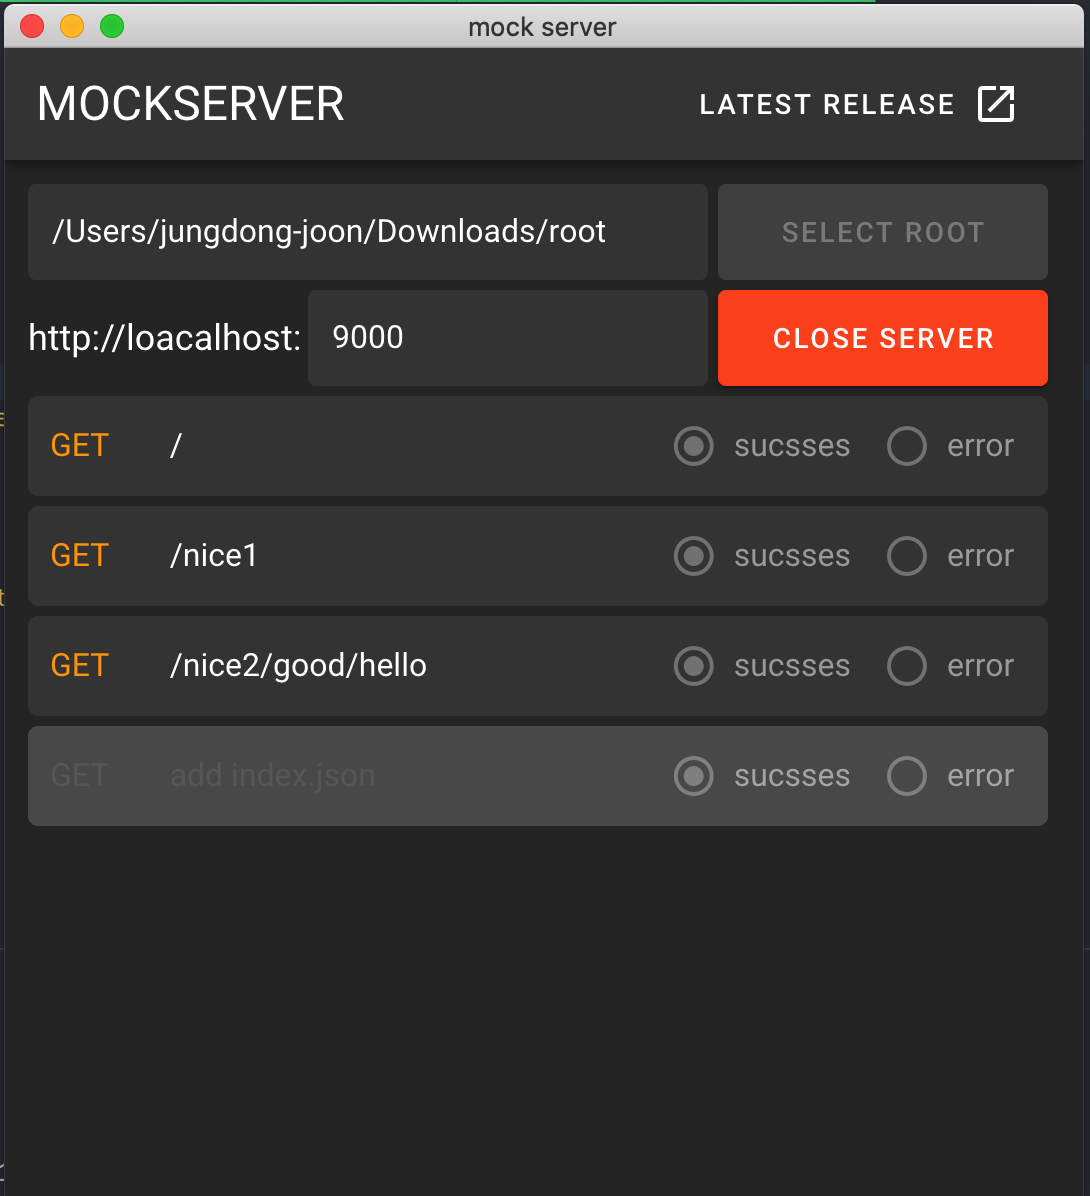 mock server
MOCKSERVER LATEST RELEASE
/Users/jungdong-joon/Downloads/root SELECT ROOT
http://loacalhost: 9000 CLOSE SERVER
GET / sucsses error
GET /nice1 sucsses error
GET /nice2/good/hello sucsses error
GET add index.json sucsses error